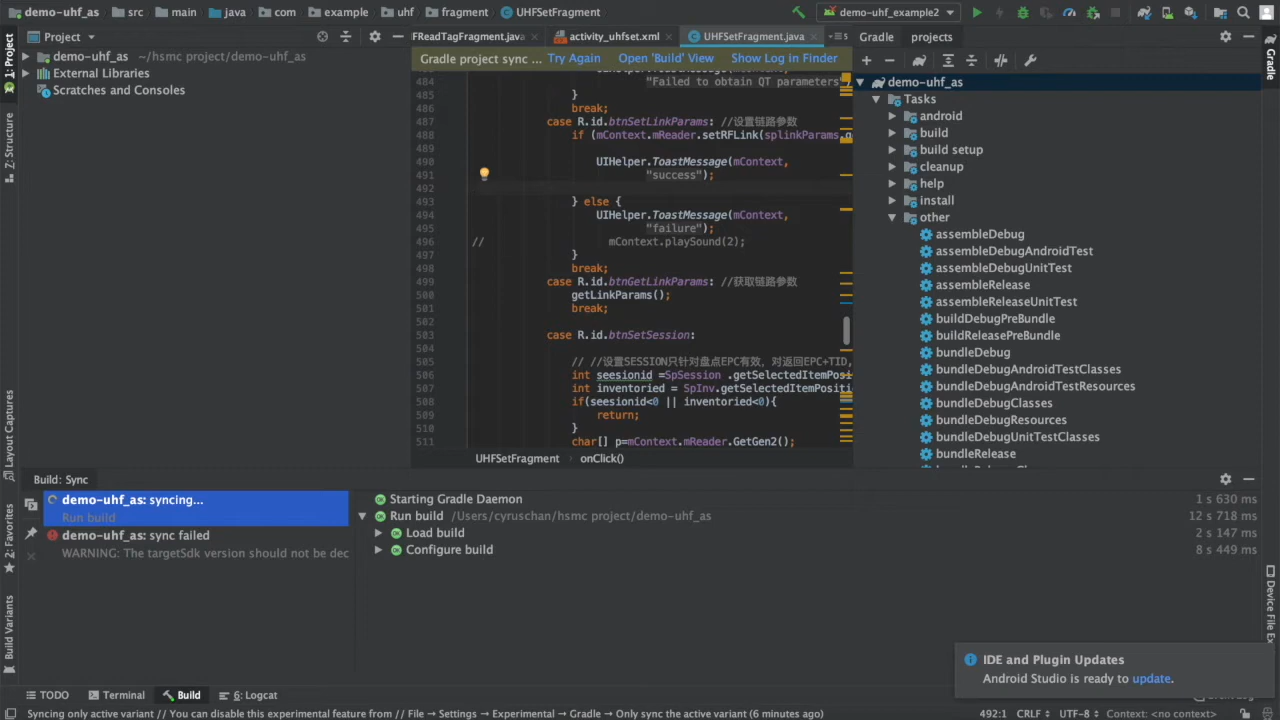 demo-uhf_as src main java com example uhf fragment UHFSetFragment demo-uhf_example2
Project FReadTagFragment.java activity_uhfset.xml UHFSetFragment.java Gradle projects
1: Project
Z: Structure
Layout Captures
2: Favorites
Build Variants
demo-uhf_as ~/hsmc project/demo-uhf_as
External Libraries
Scratches and Consoles
Gradle project sync ... Try Again Open 'Build' View Show Log in Finder
485 "Failed to obtain QT parameters")
485 }
486 break;
487 case R.id.btnSetLinkParams: //设置链路参数
488 if (mContext.mReader.setRFLink(splinkParams.g
489
490 UIHelper.ToastMessage(mContext,
491 "success");
492
493 } else {
494 UIHelper.ToastMessage(mContext,
495 "failure");
496 // mContext.playSound(2);
497 }
498 break;
499 case R.id.btnGetLinkParams: //获取链路参数
500 getLinkParams();
501 break;
502
503 case R.id.btnSetSession:
504
505 // //设置SESSION只针对盘点EPC有效，对返回EPC+TID,
506 int seesionid =SpSession .getSelectedItemPos
507 int inventoried = SpInv.getSelectedItemPositi
508 if(seesionid<0 || inventoried<0){
509 return;
510 }
511 char[] p=mContext.mReader.GetGen2();
UHFSetFragment › onClick()
demo-uhf_as
Tasks
android
build
build setup
cleanup
help
install
other
assembleDebug
assembleDebugAndroidTest
assembleDebugUnitTest
assembleRelease
assembleReleaseUnitTest
buildDebugPreBundle
buildReleasePreBundle
bundleDebug
bundleDebugAndroidTestClasses
bundleDebugAndroidTestResources
bundleDebugClasses
bundleDebugResources
bundleDebugUnitTestClasses
bundleRelease
Gradle
Device File Ex
Build: Sync
demo-uhf_as: syncing...
Run build
demo-uhf_as: sync failed
WARNING: The targetSdk version should not be dec
Starting Gradle Daemon 1 s 630 ms
Run build /Users/cyruschan/hsmc project/demo-uhf_as 12 s 718 ms
Load build 2 s 147 ms
Configure build 8 s 449 ms
IDE and Plugin Updates
Android Studio is ready to update.
TODO Terminal Build 6: Logcat
Syncing only active variant // You can disable this experimental feature from // File → Settings → Experimental → Gradle → Only sync the active variant (6 minutes ago) 492:1 CRLF UTF-8 Context: <no context>